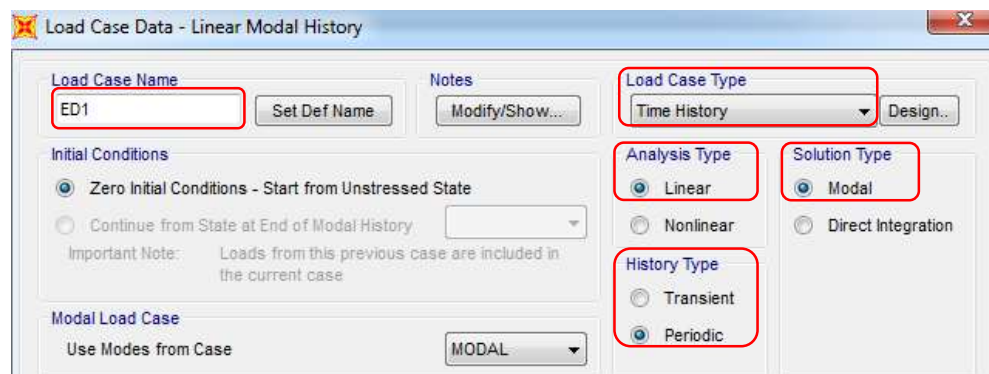 Load Case Data - Linear Modal History
Load Case Name
Notes
Load Case Type
ED1
Set Def Name
Modify/Show...
Time History
Design..
Initial Conditions
Zero Initial Conditions - Start from Unstressed State
Continue from State at End of Modal History
Important Note: Loads from this previous case are included in
the current case
Analysis Type
Linear
Nonlinear
Solution Type
Modal
Direct Integration
History Type
Transient
Periodic
Modal Load Case
Use Modes from Case
MODAL